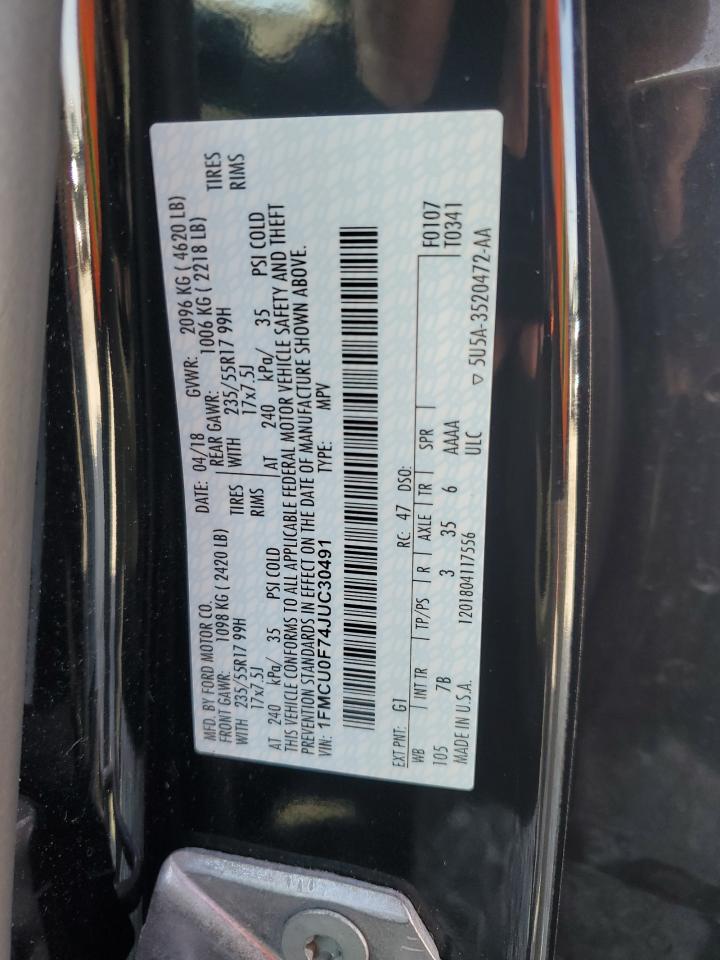 MFD. BY FORD MOTOR CO.
DATE: 04/18 GVWR: 2096 KG ( 4620 LB)
FRONT GAWR: 1098 KG ( 2420 LB) REAR GAWR: 1006 KG ( 2218 LB)
WITH 235/55R17 99H TIRES WITH 235/55R17 99H TIRES
17x7.5J RIMS 17x7.5J RIMS
AT 240 kPa/ 35 PSI COLD AT 240 kPa/ 35 PSI COLD
THIS VEHICLE CONFORMS TO ALL APPLICABLE FEDERAL MOTOR VEHICLE SAFETY AND THEFT
PREVENTION STANDARDS IN EFFECT ON THE DATE OF MANUFACTURE SHOWN ABOVE.
VIN: 1FMCU0F74JUC30491 TYPE: MPV
EXT PNT: G1 RC: 47 DSO: F0107
WB INT TR TP/PS R AXLE TR SPR T0341
105 7B 3 35 6 AAAA
MADE IN U.S.A. 1201804117556 ULC ▽ 5U5A-3520472-AA